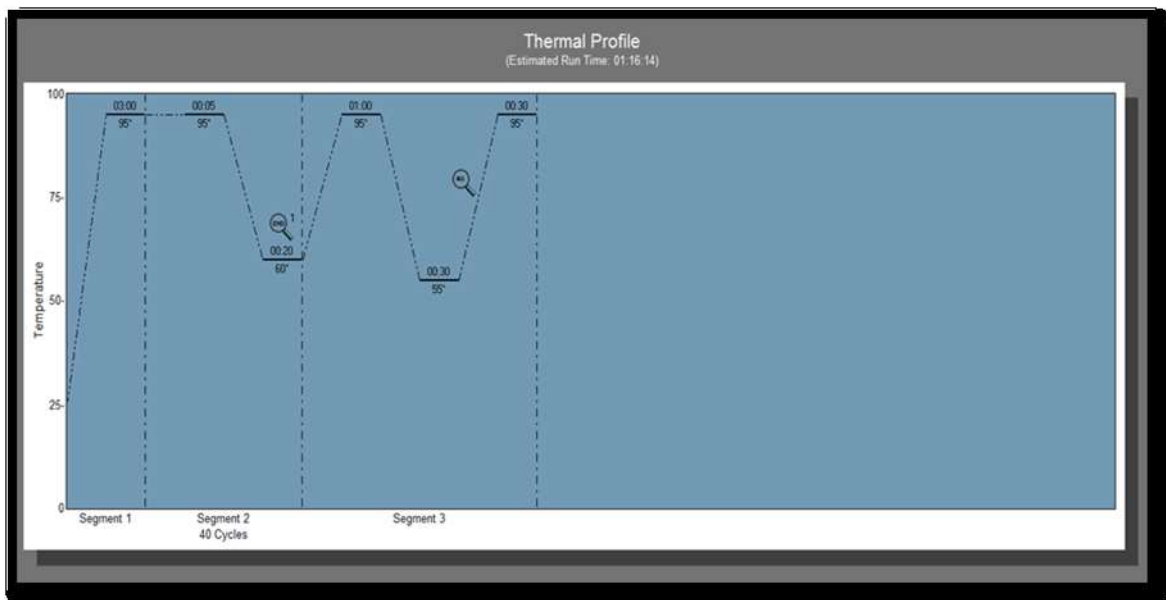 Thermal Profile
(Estimated Run Time: 01:16:14)
100
75-
50-
25-
0
Temperature
03:00
95°
00:05
95°
END 1
00:20
60°
01:00
95°
00:30
55°
00:30
95°
Segment 1
Segment 2
40 Cycles
Segment 3